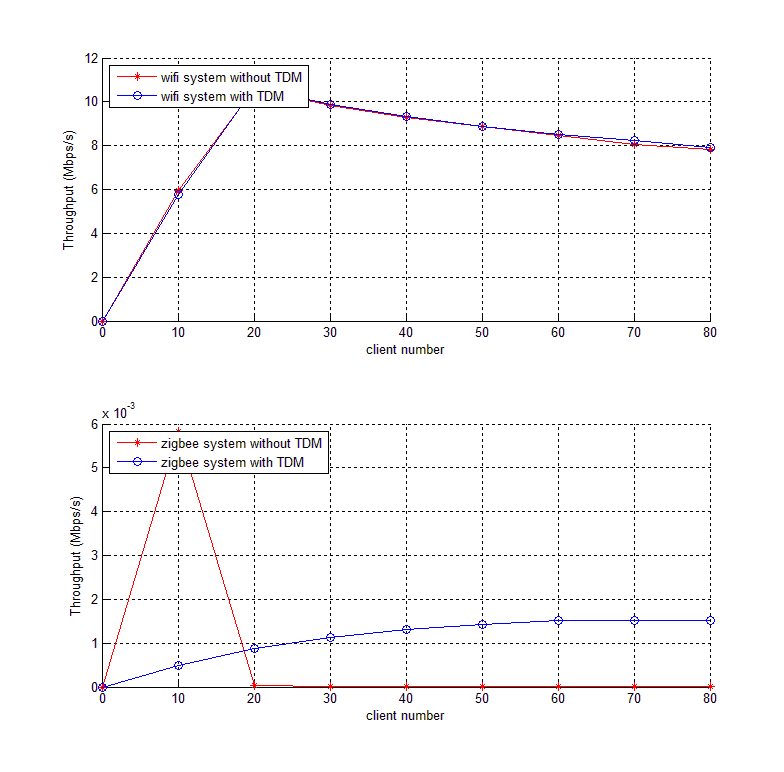 12
10
8
6
4
2
0
Throughput (Mbps/s)
wifi system without TDM
wifi system with TDM
0 10 20 30 40 50 60 70 80
client number
x 10^-3
6
5
4
3
2
1
0
Throughput (Mbps/s)
zigbee system without TDM
zigbee system with TDM
0 10 20 30 40 50 60 70 80
client number